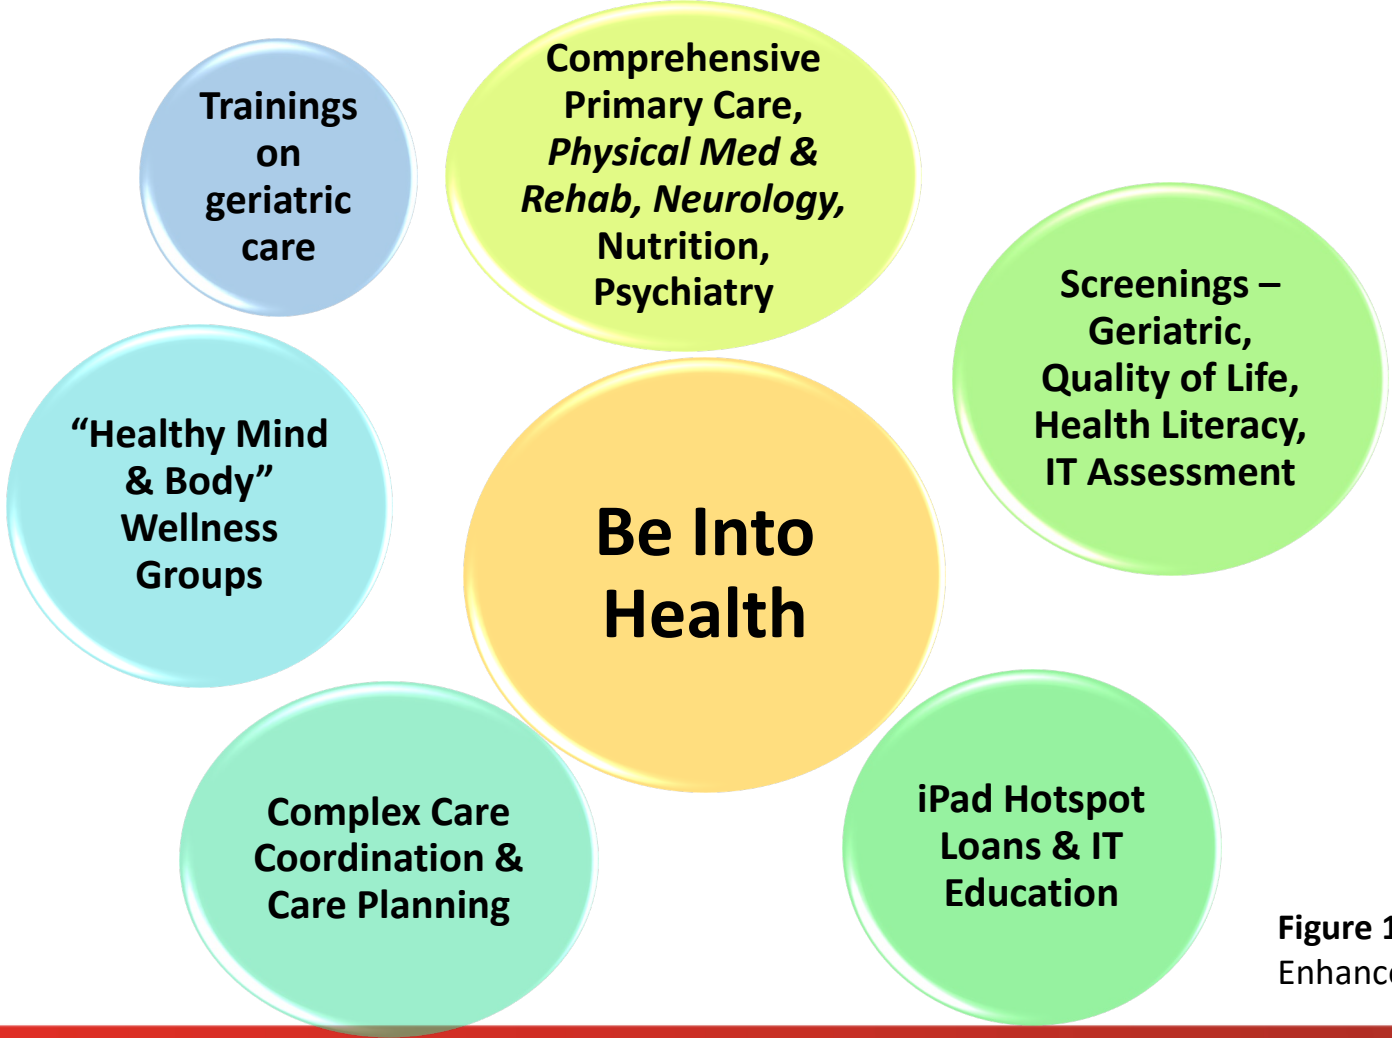 Comprehensive
Primary Care,
Physical Med &
Rehab, Neurology,
Nutrition,
Psychiatry
Trainings
on
geriatric
care
Screenings –
Geriatric,
Quality of Life,
Health Literacy,
IT Assessment
“Healthy Mind
& Body”
Wellness
Groups
Be Into
Health
iPad Hotspot
Loans & IT
Education
Complex Care
Coordination &
Care Planning
Figure 1
Enhance